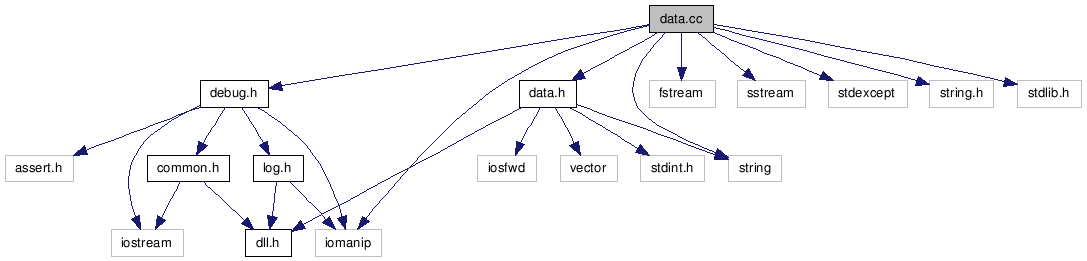 data.cc
debug.h
data.h
fstream
sstream
stdexcept
string.h
stdlib.h
assert.h
common.h
log.h
iosfwd
vector
stdint.h
string
iostream
dll.h
iomanip